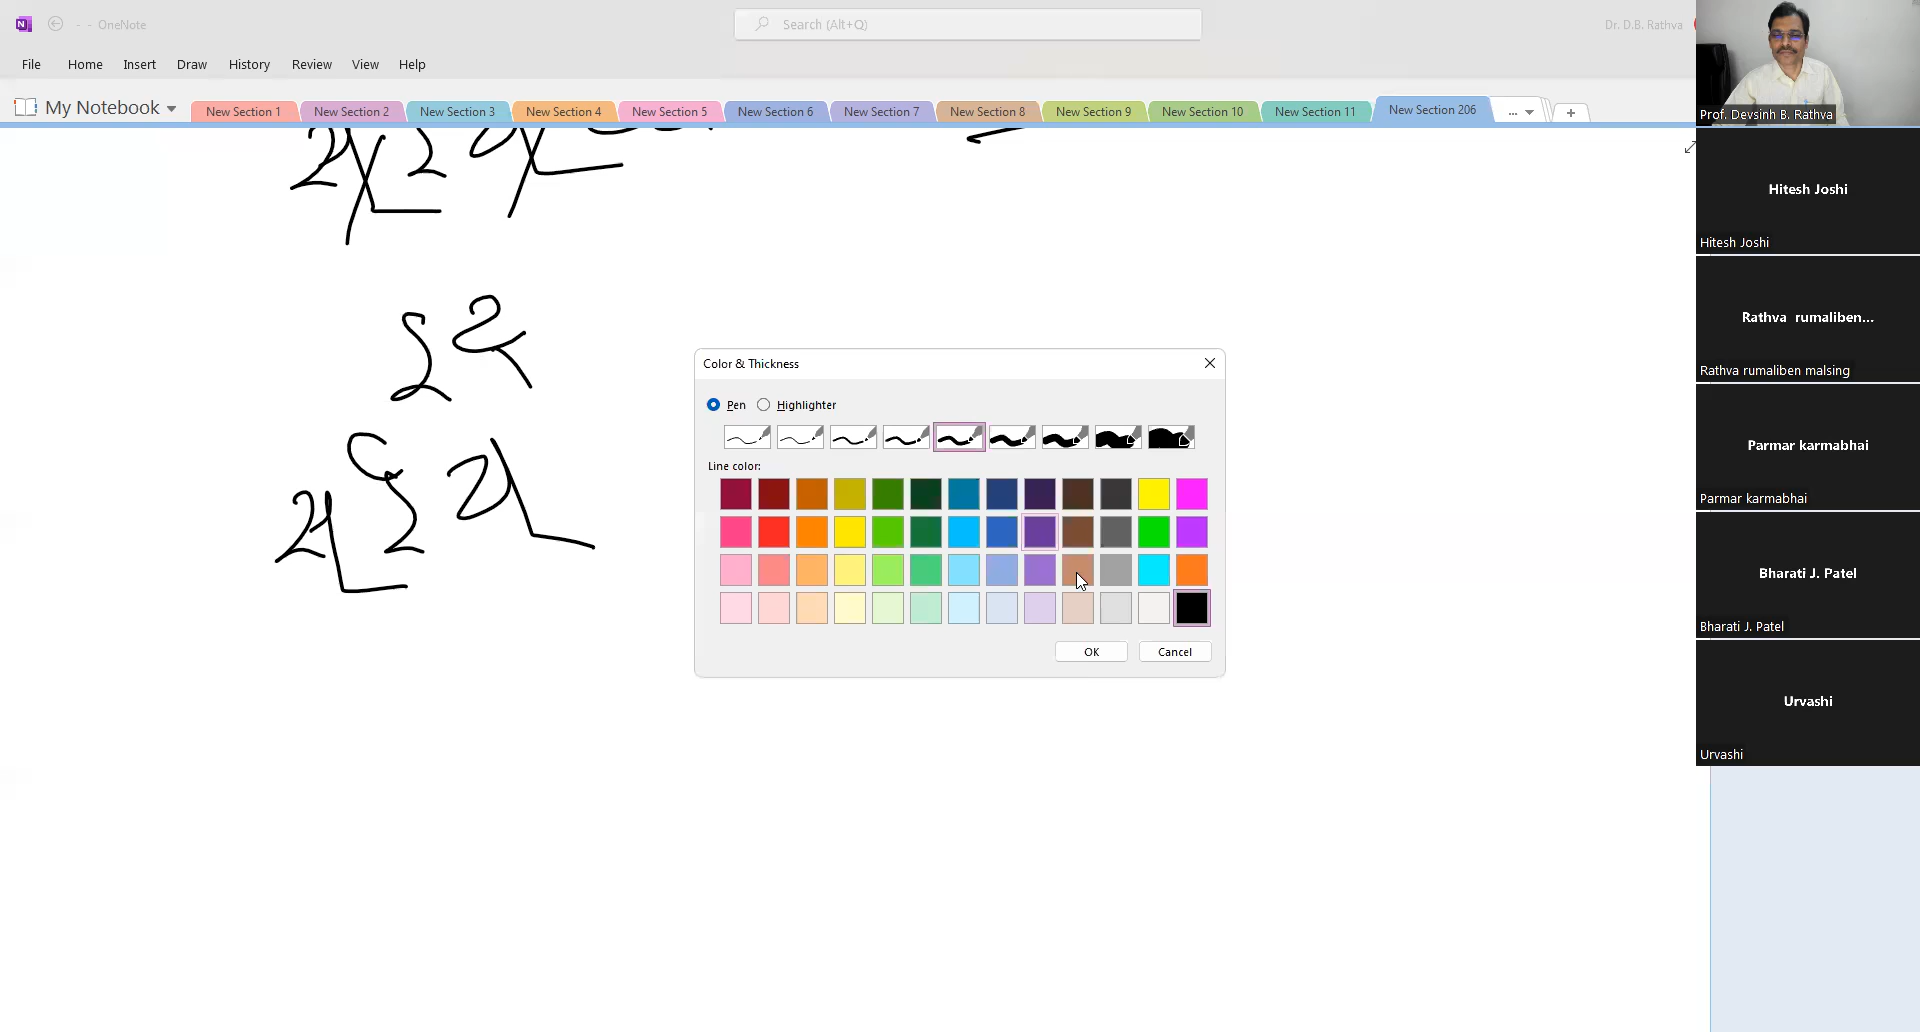 - - OneNote
Search (Alt+Q)
Dr. D.B. Rathva
File Home Insert Draw History Review View Help
My Notebook New Section 1 New Section 2 New Section 3 New Section 4 New Section 5 New Section 6 New Section 7 New Section 8 New Section 9 New Section 10 New Section 11 New Section 206 ... +
Prof. Devsinh B. Rathva
Hitesh Joshi
Hitesh Joshi
Rathva rumaliben...
Rathva rumaliben malsing
Parmar karmabhai
Parmar karmabhai
Bharati J. Patel
Bharati J. Patel
Urvashi
Urvashi
Color & Thickness
Pen Highlighter
Line color:
OK Cancel